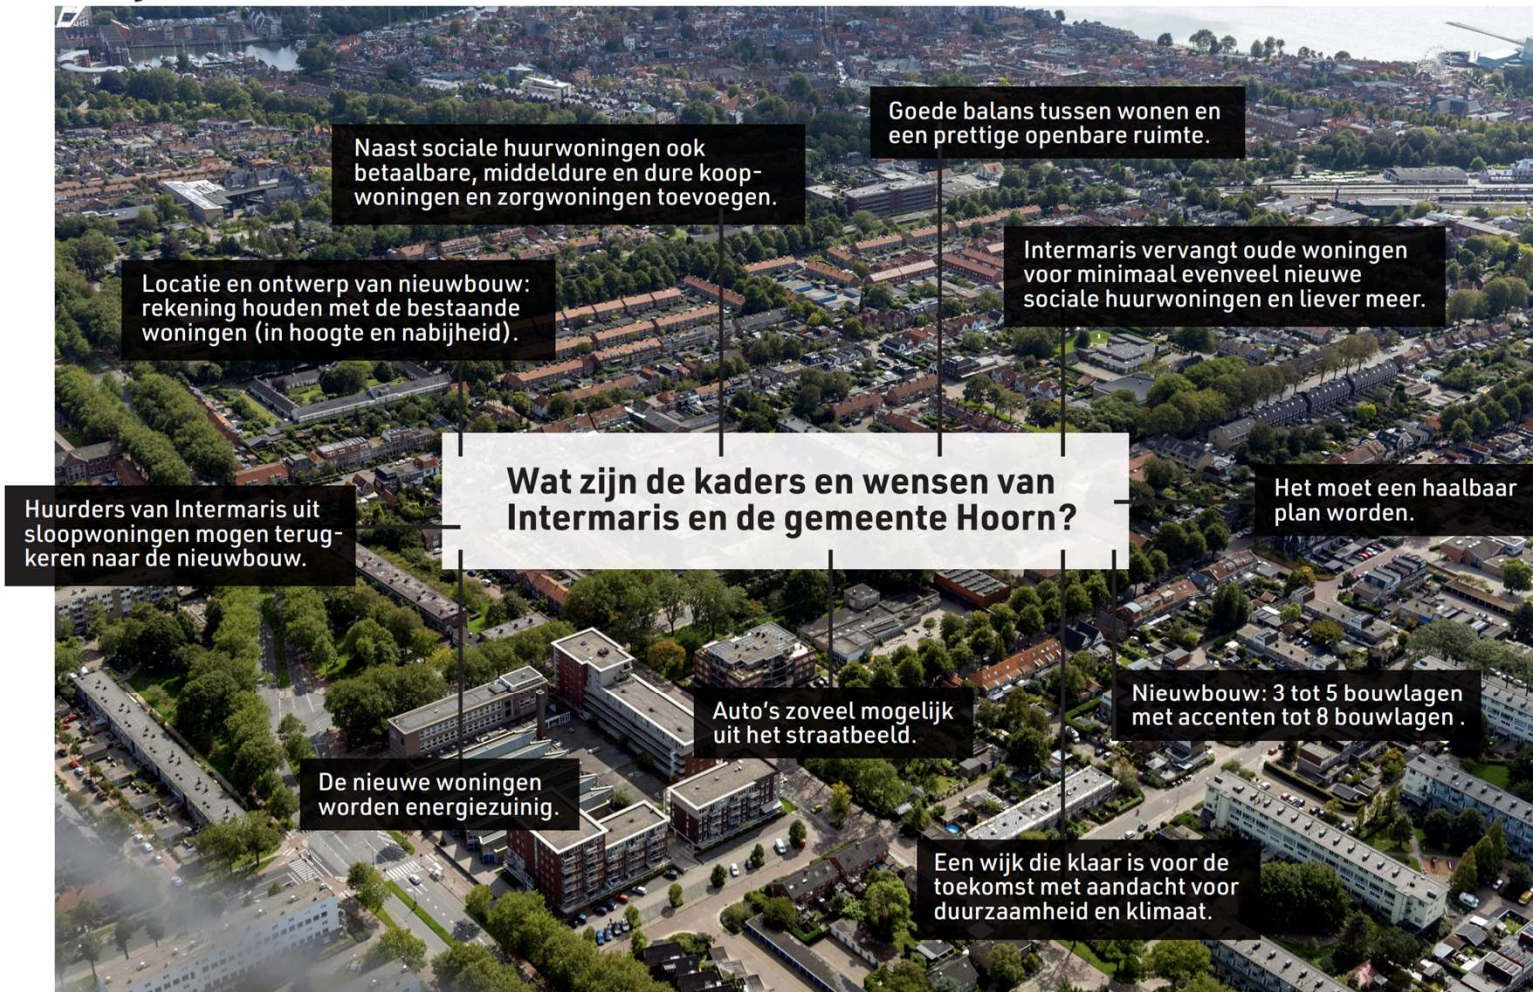 Goede balans tussen wonen en
een prettige openbare ruimte.
Naast sociale huurwoningen ook
betaalbare, middeldure en dure koop-
woningen en zorgwoningen toevoegen.
Intermaris vervangt oude woningen
voor minimaal evenveel nieuwe
sociale huurwoningen en liever meer.
Locatie en ontwerp van nieuwbouw:
rekening houden met de bestaande
woningen (in hoogte en nabijheid).
Wat zijn de kaders en wensen van
Intermaris en de gemeente Hoorn?
Het moet een haalbaar
plan worden.
Huurders van Intermaris uit
sloopwoningen mogen terug-
keren naar de nieuwbouw.
Nieuwbouw: 3 tot 5 bouwlagen
met accenten tot 8 bouwlagen .
Auto's zoveel mogelijk
uit het straatbeeld.
De nieuwe woningen
worden energiezuinig.
Een wijk die klaar is voor de
toekomst met aandacht voor
duurzaamheid en klimaat.